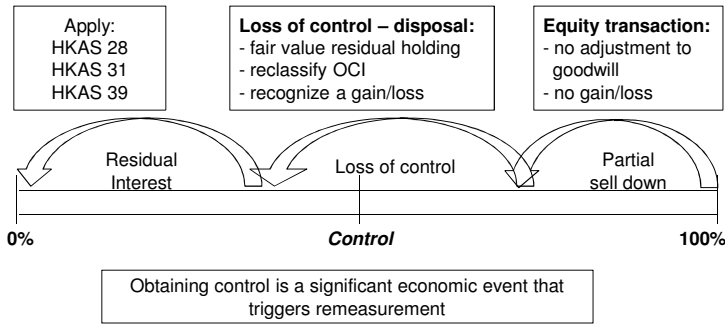 Apply:
HKAS 28
HKAS 31
HKAS 39
Loss of control – disposal:
- fair value residual holding
- reclassify OCI
- recognize a gain/loss
Equity transaction:
- no adjustment to
goodwill
- no gain/loss
Residual
Interest
Loss of control
Partial
sell down
0%
Control
100%
Obtaining control is a significant economic event that
triggers remeasurement